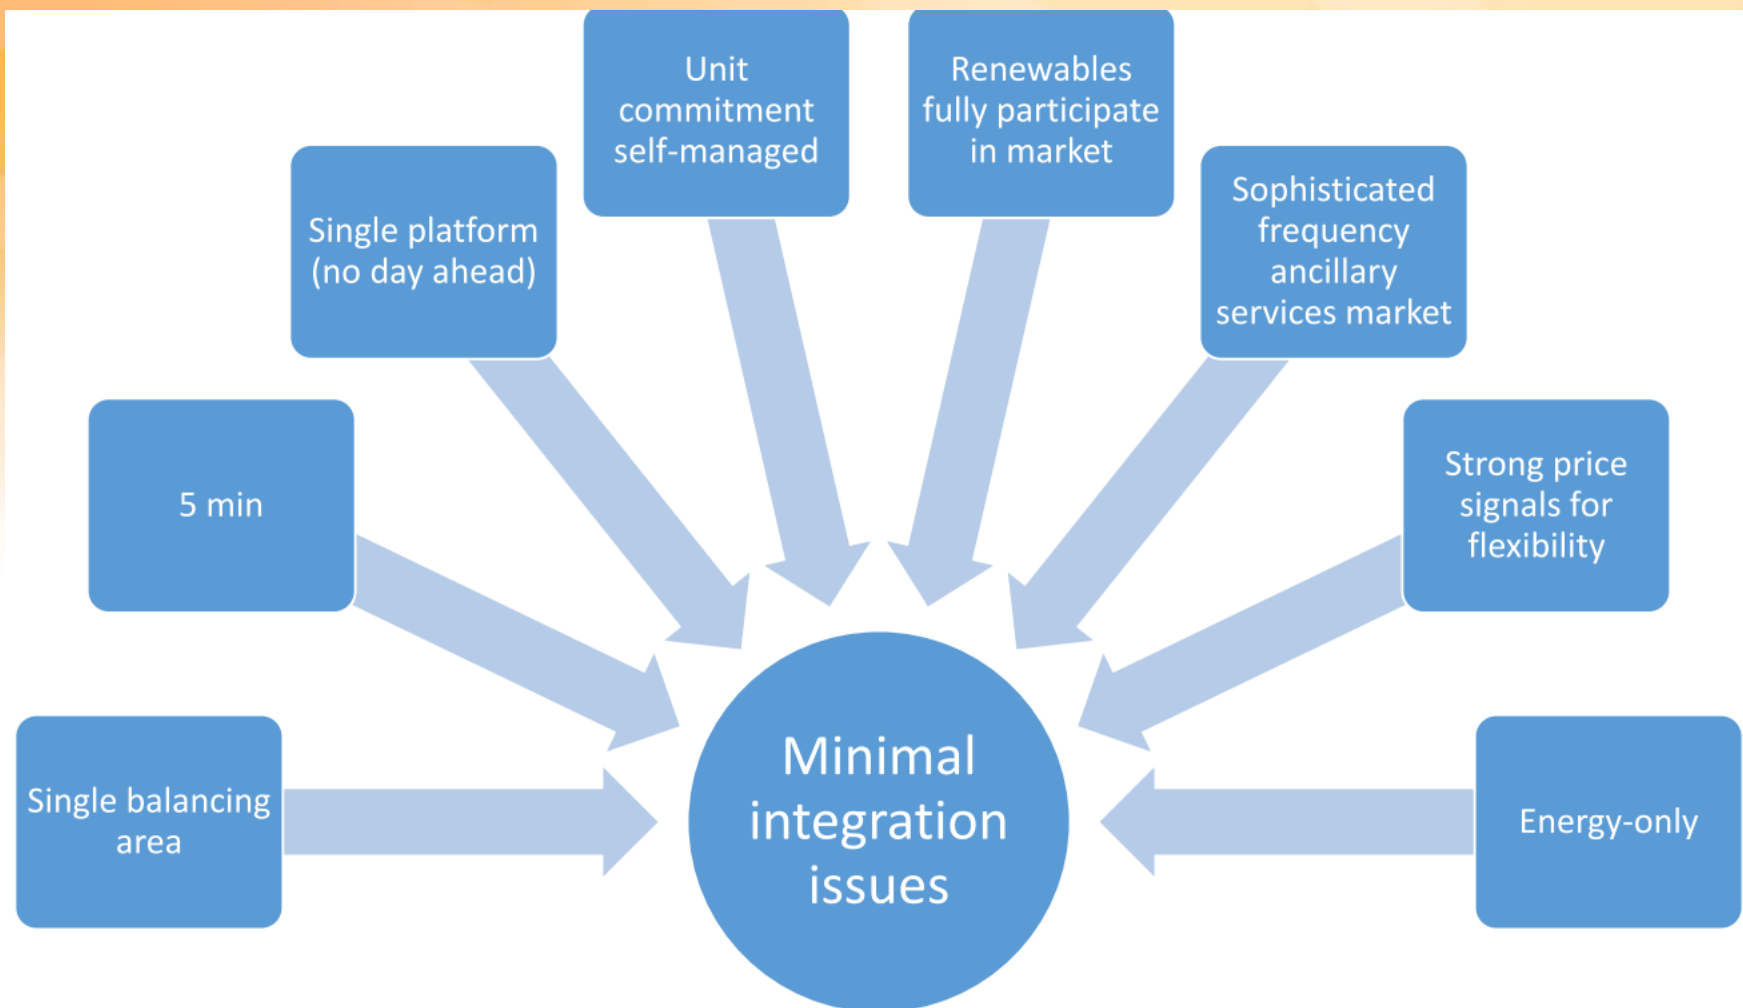 Single balancing
area
5 min
Single platform
(no day ahead)
Unit
commitment
self-managed
Renewables
fully participate
in market
Sophisticated
frequency
ancillary
services market
Strong price
signals for
flexibility
Energy-only
Minimal
integration
issues